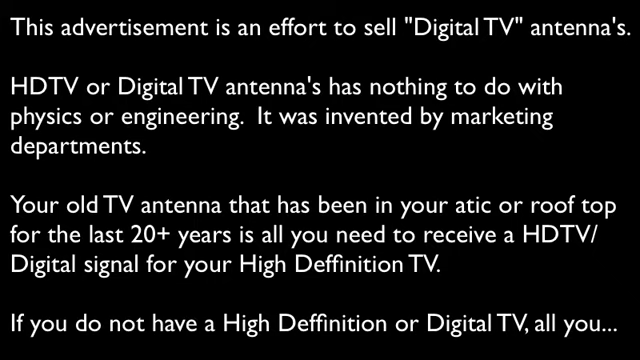 This advertisement is an effort to sell "Digital TV" antenna's.
HDTV or Digital TV antenna's has nothing to do with
physics or engineering.  It was invented by marketing
departments.
Your old TV antenna that has been in your atic or roof top
for the last 20+ years is all you need to receive a HDTV/
Digital signal for your High Deffinition TV.
If you do not have a High Deffinition or Digital TV, all you...